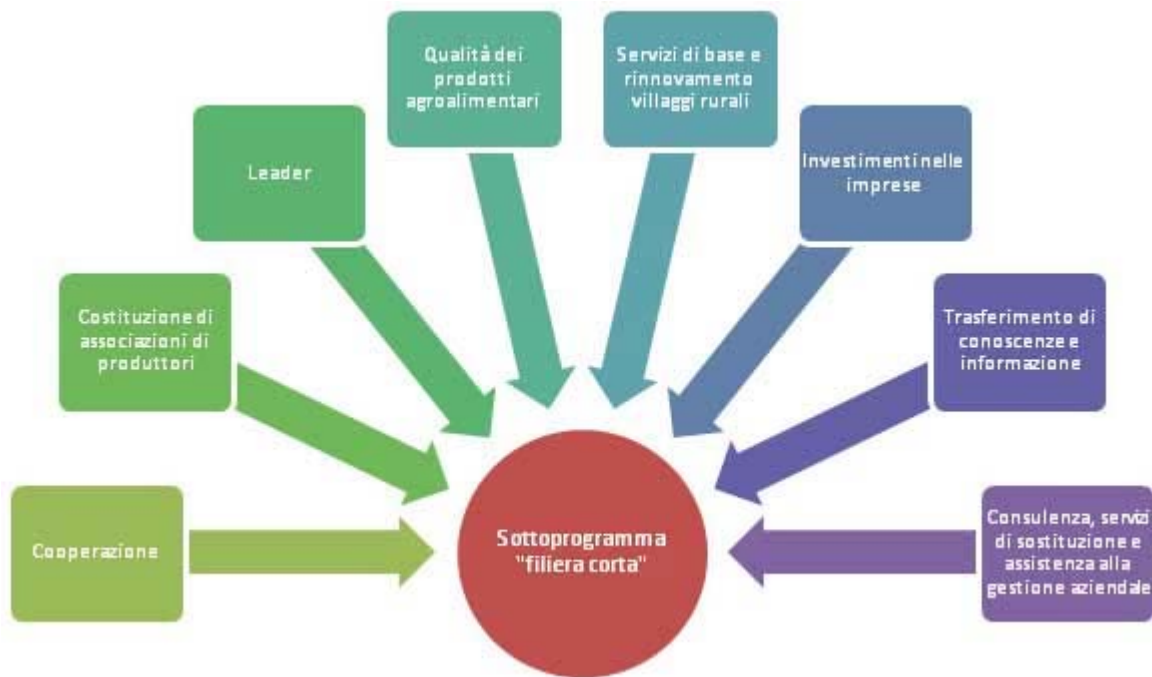 Qualità dei
prodotti
agroalimentari
Servizi di base e
rinnovamento
villaggi rurali
Leader
Investimenti nelle
imprese
Costituzione di
associazioni di
produttori
Trasferimento di
conoscenze e
informazione
Cooperazione
Sottoprogramma
"filiera corta"
Consulenza, servizi
di sostituzione e
assistenza alla
gestione aziendale